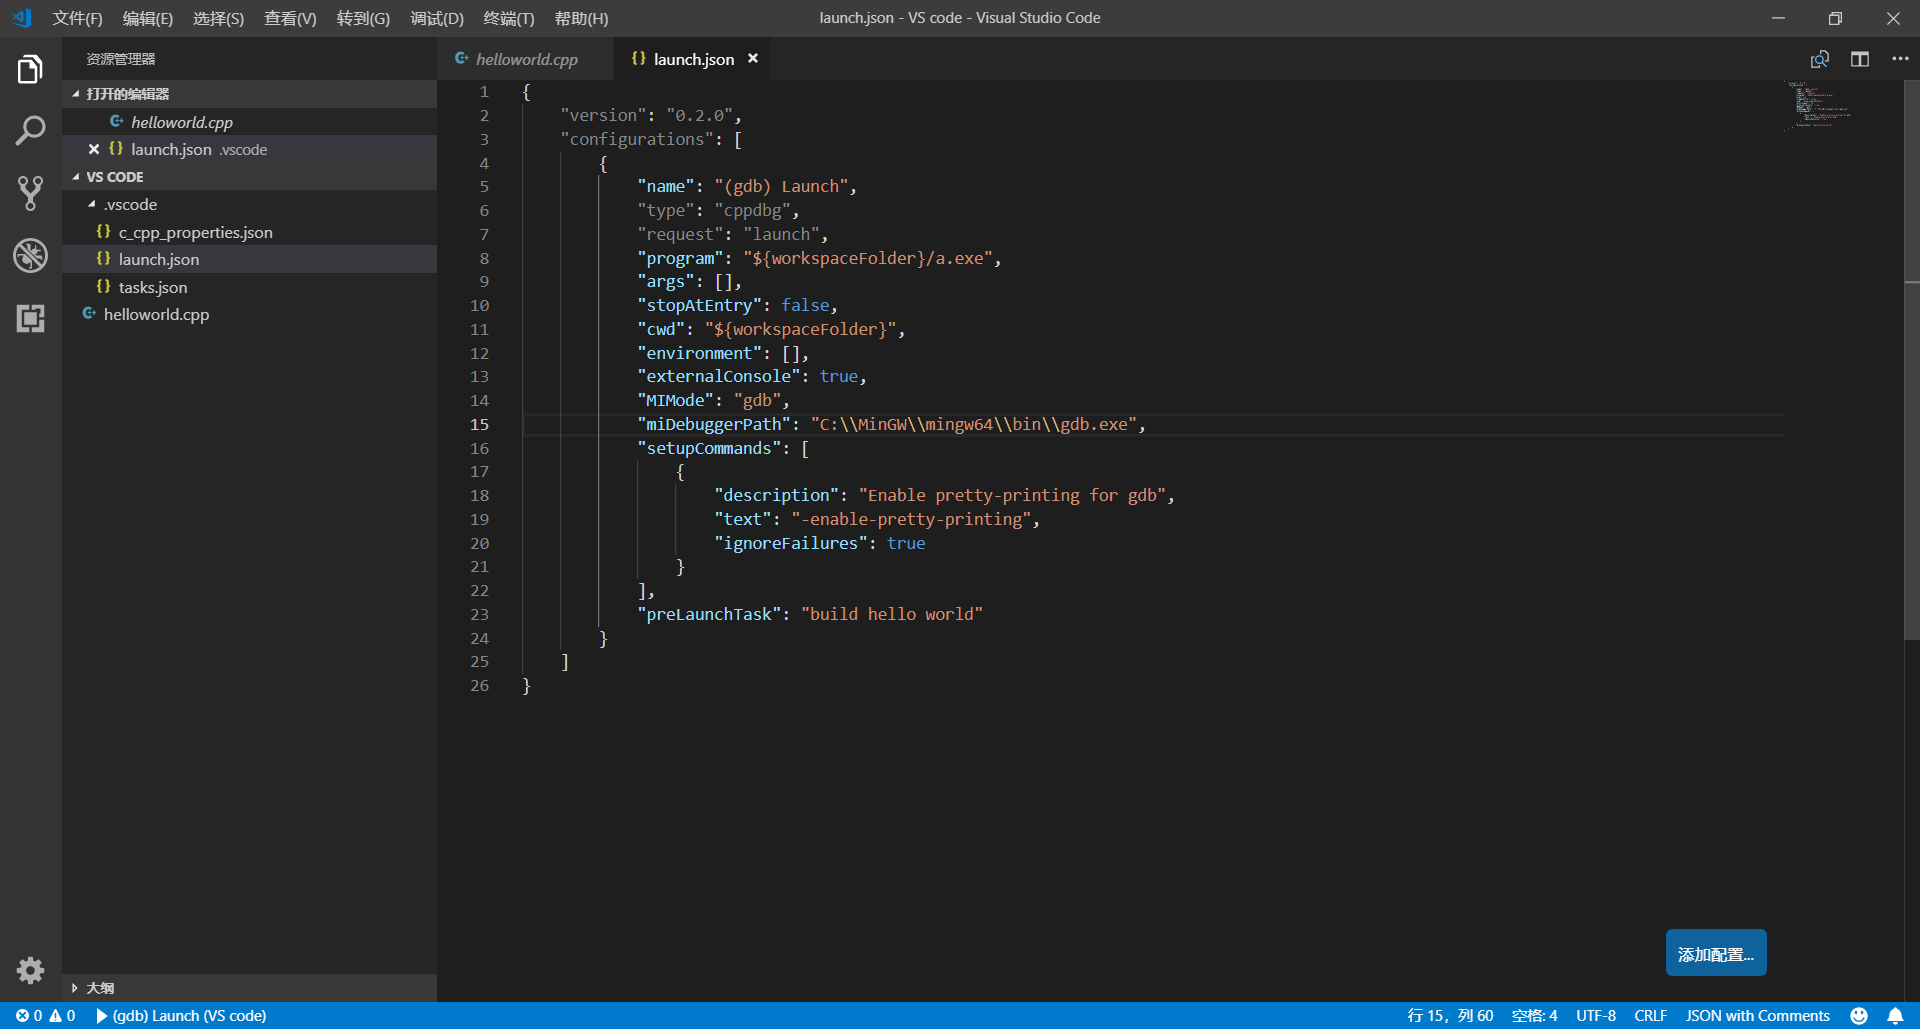 文件(F) 编辑(E) 选择(S) 查看(V) 转到(G) 调试(D) 终端(T) 帮助(H) launch.json - VS code - Visual Studio Code
资源管理器
打开的编辑器
helloworld.cpp
launch.json .vscode
VS CODE
.vscode
c_cpp_properties.json
launch.json
tasks.json
helloworld.cpp
大纲
helloworld.cpp launch.json
1 {
2 "version": "0.2.0",
3 "configurations": [
4 {
5 "name": "(gdb) Launch",
6 "type": "cppdbg",
7 "request": "launch",
8 "program": "${workspaceFolder}/a.exe",
9 "args": [],
10 "stopAtEntry": false,
11 "cwd": "${workspaceFolder}",
12 "environment": [],
13 "externalConsole": true,
14 "MIMode": "gdb",
15 "miDebuggerPath": "C:\\MinGW\\mingw64\\bin\\gdb.exe",
16 "setupCommands": [
17 {
18 "description": "Enable pretty-printing for gdb",
19 "text": "-enable-pretty-printing",
20 "ignoreFailures": true
21 }
22 ],
23 "preLaunchTask": "build hello world"
24 }
25 ]
26 }
添加配置...
0 0 (gdb) Launch (VS code) 行 15，列 60 空格: 4 UTF-8 CRLF JSON with Comments